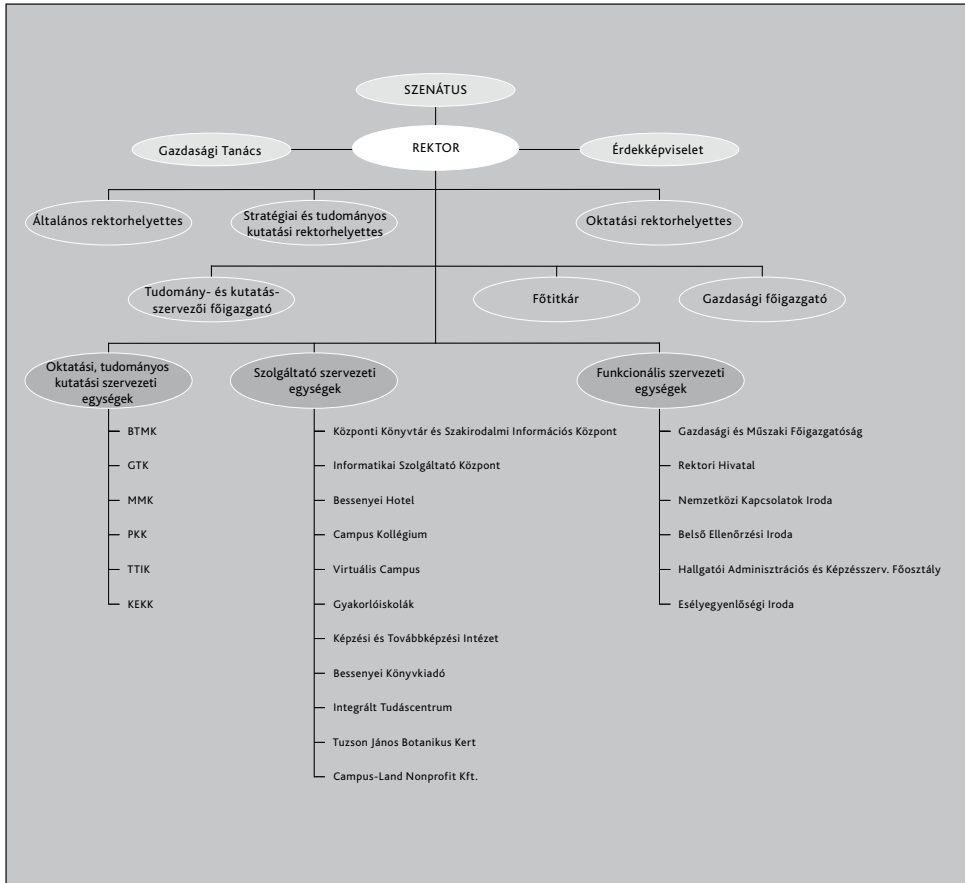 SZENÁTUS
Gazdasági Tanács
REKTOR
Érdekképviselet
Általános rektorhelyettes
Stratégiai és tudományos
kutatási rektorhelyettes
Oktatási rektorhelyettes
Tudomány- és kutatás-
szervezői főigazgató
Főtitkár
Gazdasági főigazgató
Oktatási, tudományos
kutatási szervezeti
egységek
BTMK
GTK
MMK
PKK
TTIK
KEKK
Szolgáltató szervezeti
egységek
Központi Könyvtár és Szakirodalmi Információs Központ
Informatikai Szolgáltató Központ
Bessenyei Hotel
Campus Kollégium
Virtuális Campus
Gyakorlóiskolák
Képzési és Továbbképzési Intézet
Bessenyei Könyvkiadó
Integrált Tudáscentrum
Tuzson János Botanikus Kert
Campus-Land Nonprofit Kft.
Funkcionális szervezeti
egységek
Gazdasági és Műszaki Főigazgatóság
Rektori Hivatal
Nemzetközi Kapcsolatok Iroda
Belső Ellenőrzési Iroda
Hallgatói Adminisztrációs és Képzésszerv. Főosztály
Esélyegyenlőségi Iroda